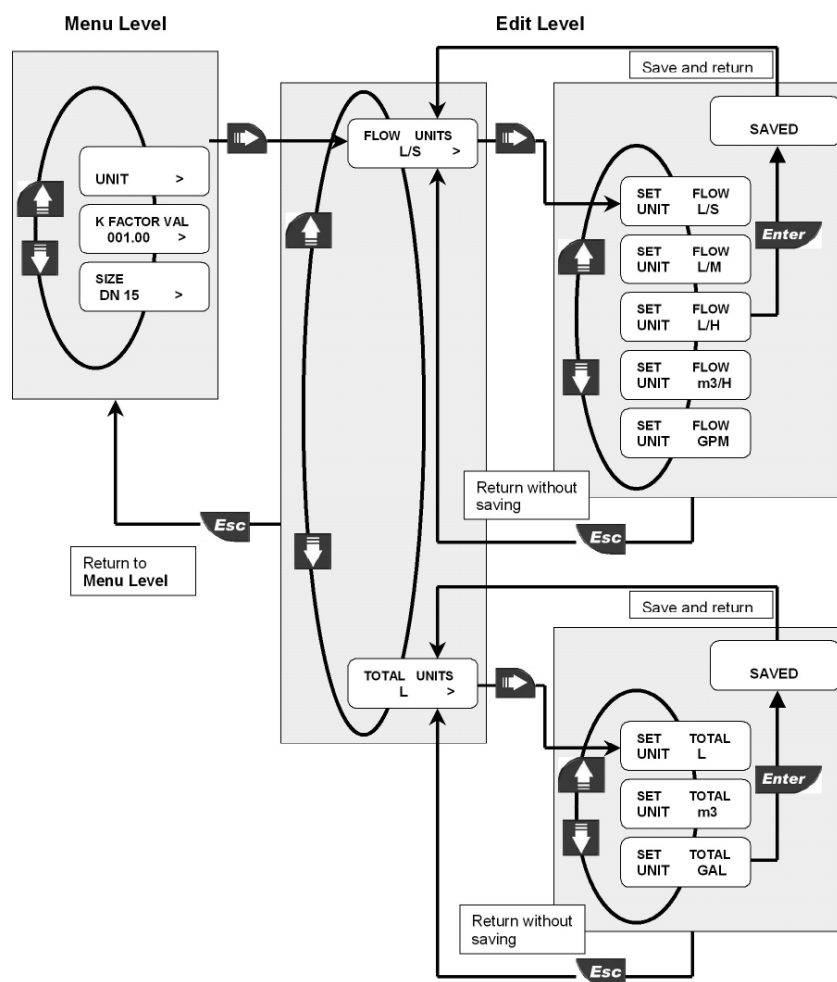 Menu Level
Edit Level
Save and return
SAVED
FLOW UNITS
L/S >
UNIT >
K FACTOR VAL
001.00 >
SIZE
DN 15 >
SET FLOW
UNIT L/S
SET FLOW
UNIT L/M
SET FLOW
UNIT L/H
SET FLOW
UNIT m3/H
SET FLOW
UNIT GPM
Enter
Return without
saving
Esc
Esc
Return to
Menu Level
Save and return
SAVED
TOTAL UNITS
L >
SET TOTAL
UNIT L
SET TOTAL
UNIT m3
SET TOTAL
UNIT GAL
Enter
Return without
saving
Esc